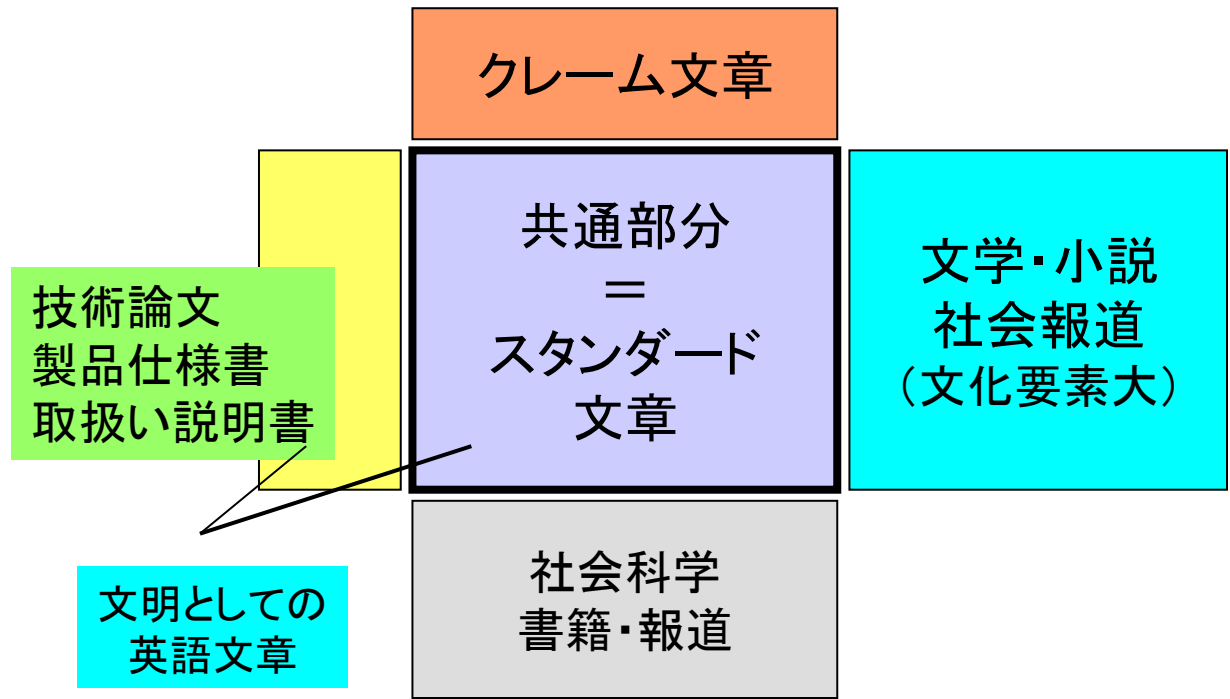 クレーム文章
共通部分
＝
スタンダード
文章
文学・小説
社会報道
（文化要素大）
技術論文
製品仕様書
取扱い説明書
文明としての
英語文章
社会科学
書籍・報道